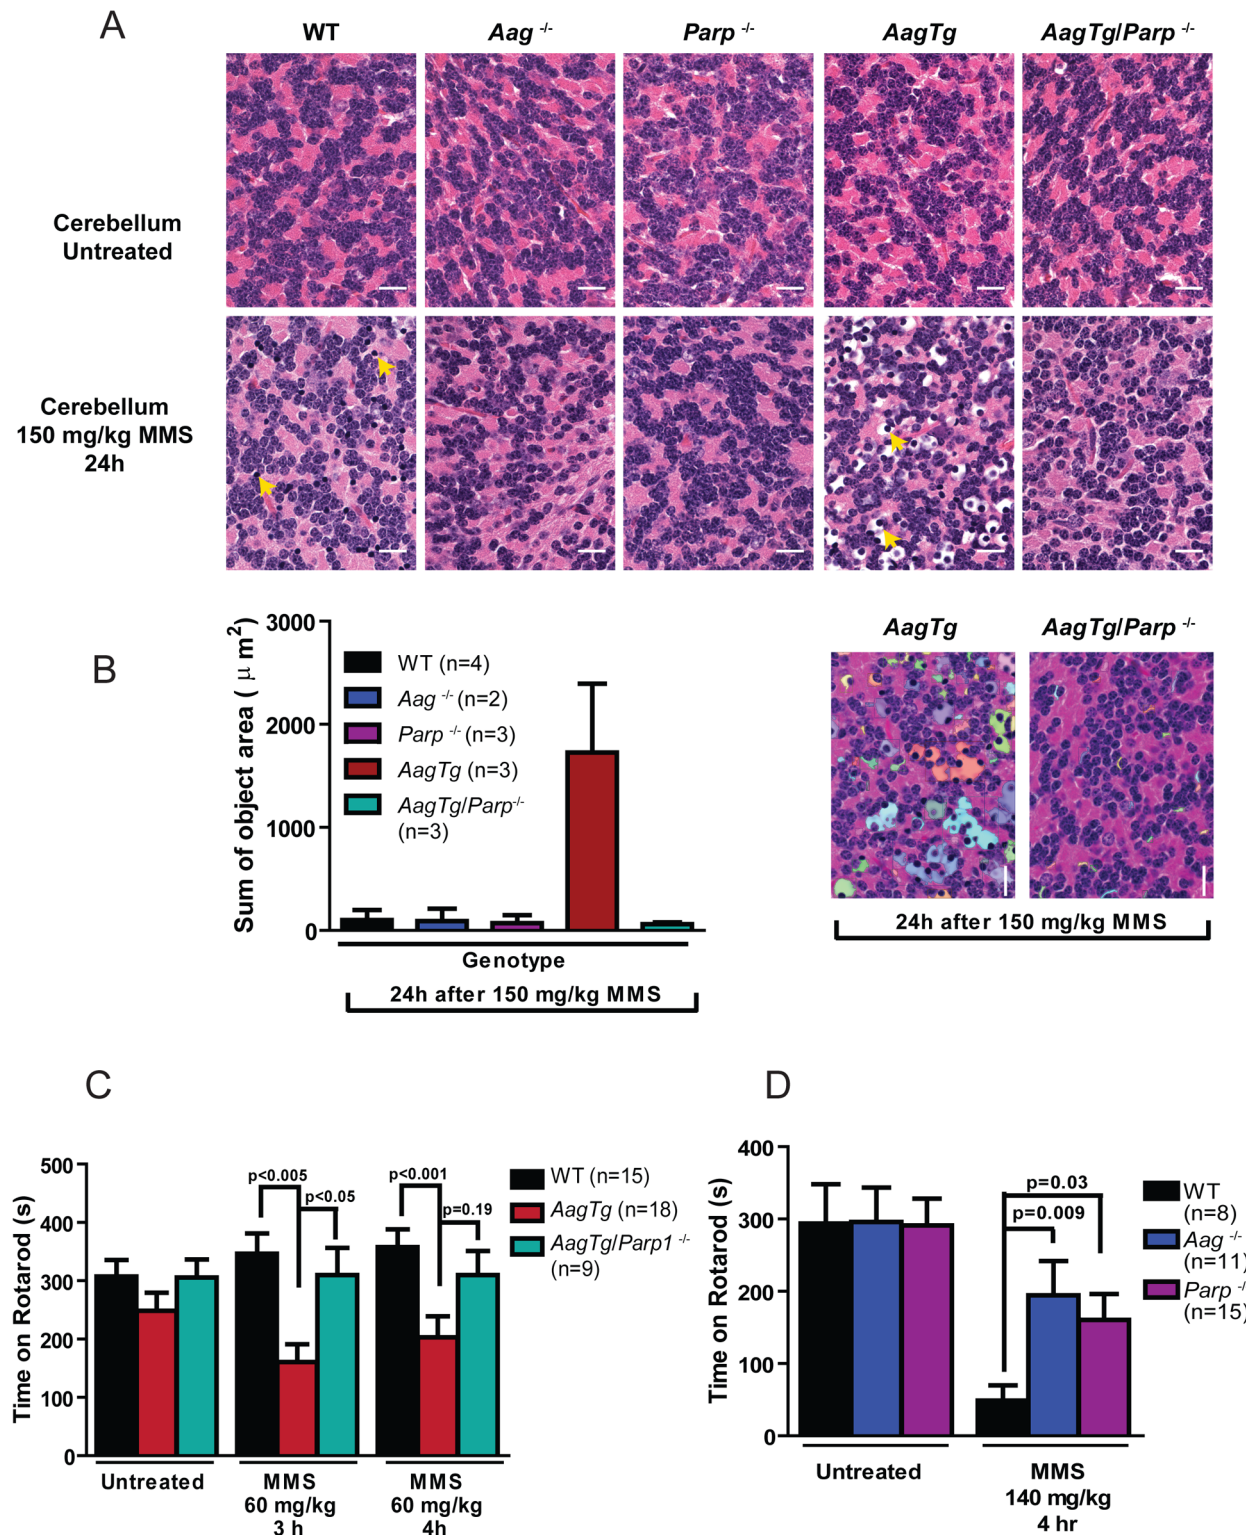 A
WT
Aag -/-
Parp -/-
AagTg
AagTg/Parp -/-
Cerebellum
Untreated
Cerebellum
150 mg/kg MMS
24h
B
Sum of object area ( μ m2)
3000
2000
1000
0
WT (n=4)
Aag -/- (n=2)
Parp -/- (n=3)
AagTg (n=3)
AagTg/Parp-/-
(n=3)
Genotype
24h after 150 mg/kg MMS
AagTg
AagTg/Parp -/-
24h after 150 mg/kg MMS
C
Time on Rotarod (s)
500
400
300
200
100
0
p<0.005
p<0.05
p<0.001
p=0.19
WT (n=15)
AagTg (n=18)
AagTg/Parp1 -/-
(n=9)
Untreated
MMS
60 mg/kg
3 h
MMS
60 mg/kg
4h
D
Time on Rotarod (s)
400
300
200
100
0
p=0.03
p=0.009
WT
(n=8)
Aag -/-
(n=11)
Parp -/
(n=15)
Untreated
MMS
140 mg/kg
4 hr